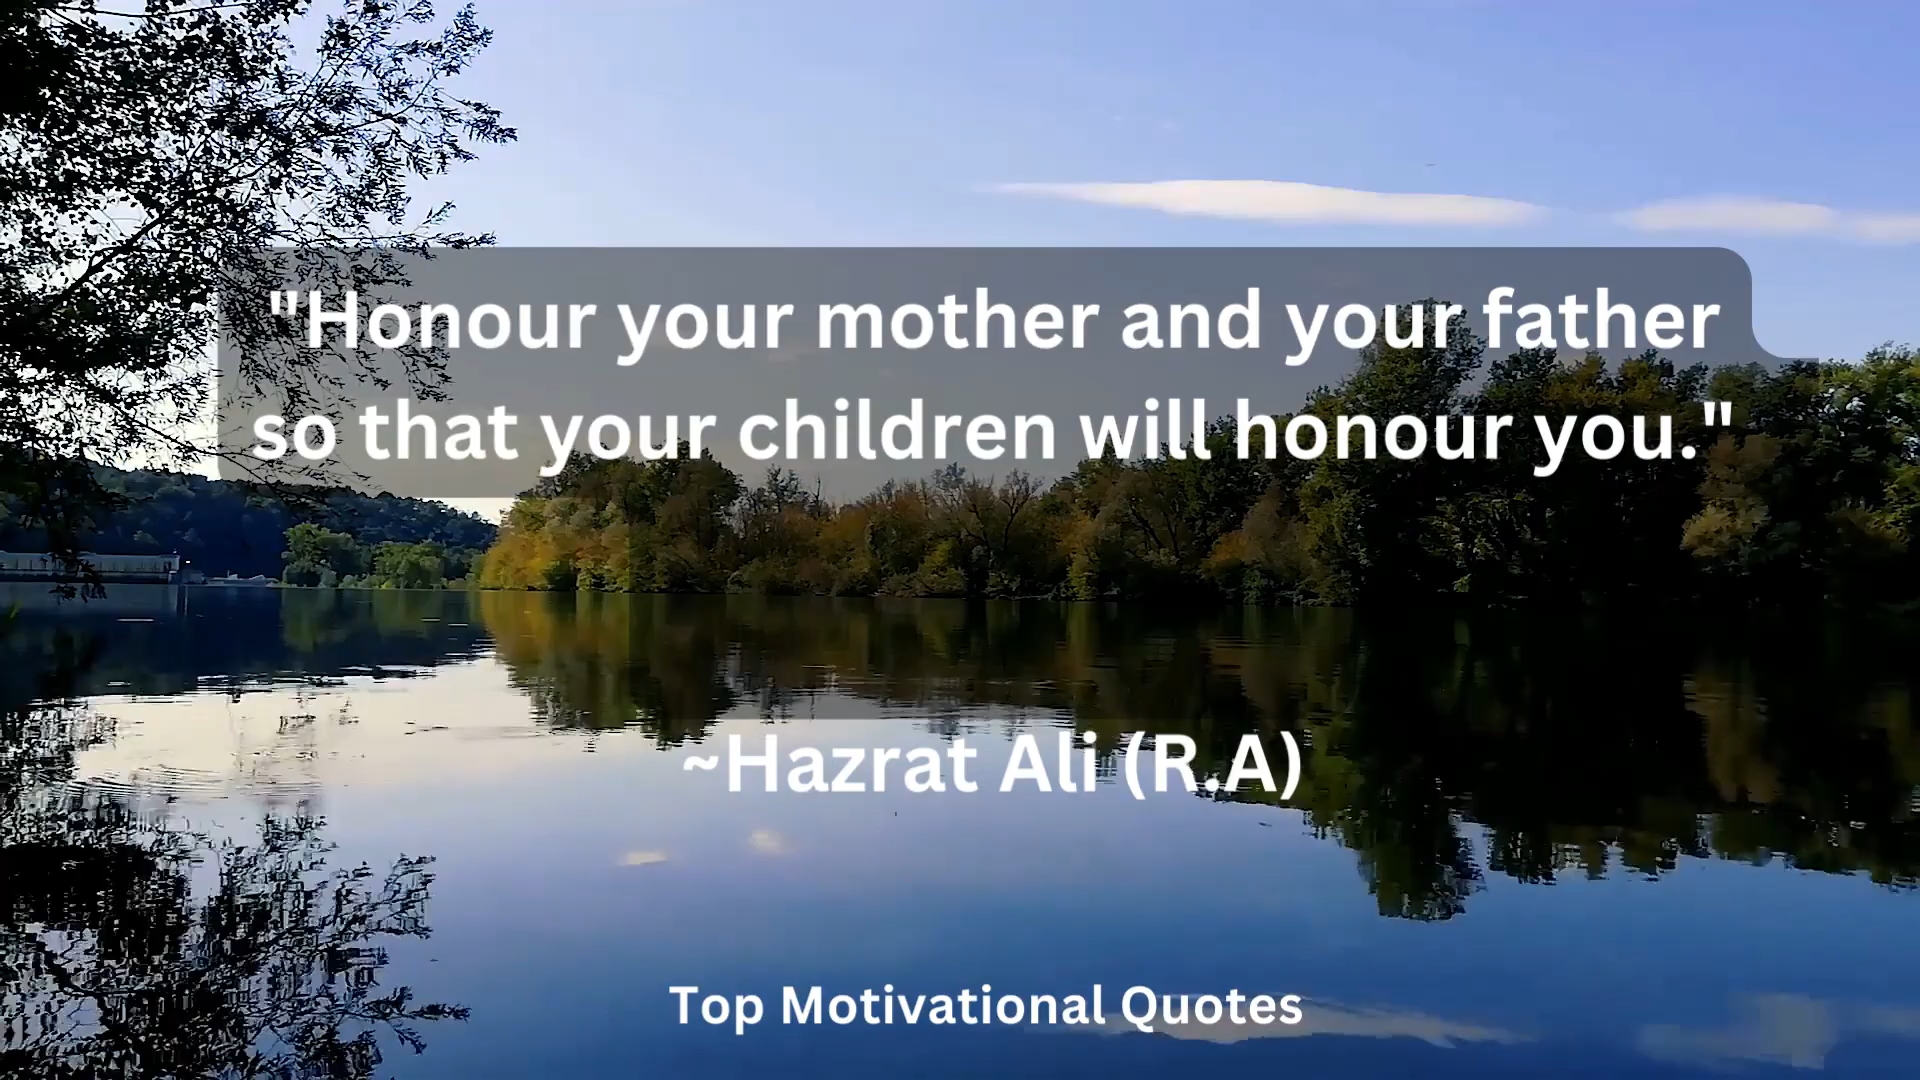 "Honour your mother and your father
so that your children will honour you."
~Hazrat Ali (R.A)
Top Motivational Quotes